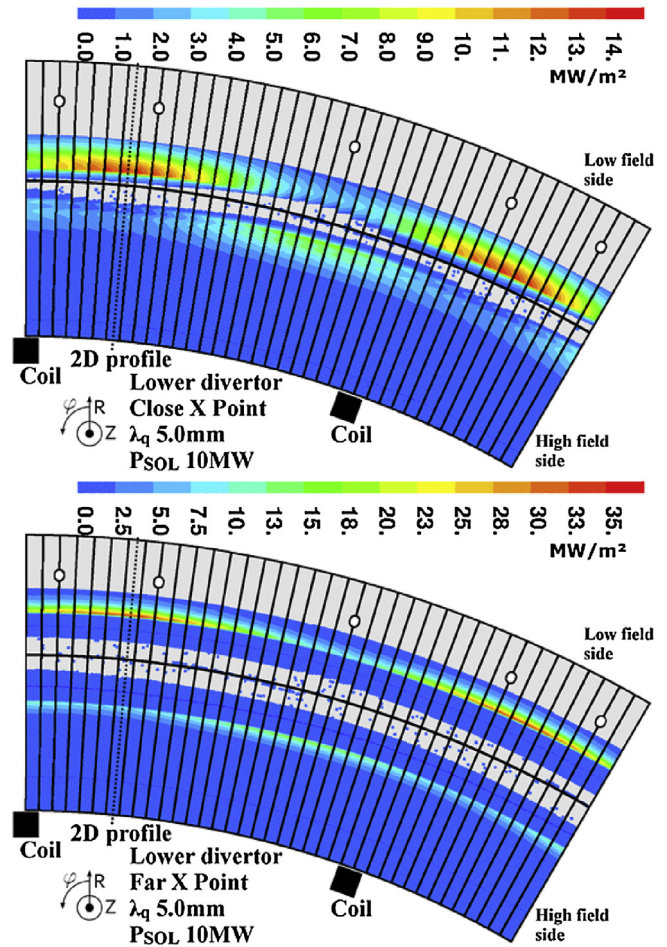 0.0 1.0 2.0 3.0 4.0 5.0 6.0 7.0 8.0 9.0 10. 11. 12. 13. 14.
MW/m²
Low field
side
2D profile
Coil
Lower divertor
Close X Point
φ R
Z
λq 5.0mm
PSOL 10MW
Coil
High field
side
0.0 2.5 5.0 7.5 10. 13. 15. 18. 20. 23. 25. 28. 30. 33. 35.
MW/m²
Low field
side
2D profile
Coil
Lower divertor
Far X Point
φ R
Z
λq 5.0mm
PSOL 10MW
Coil
High field
side